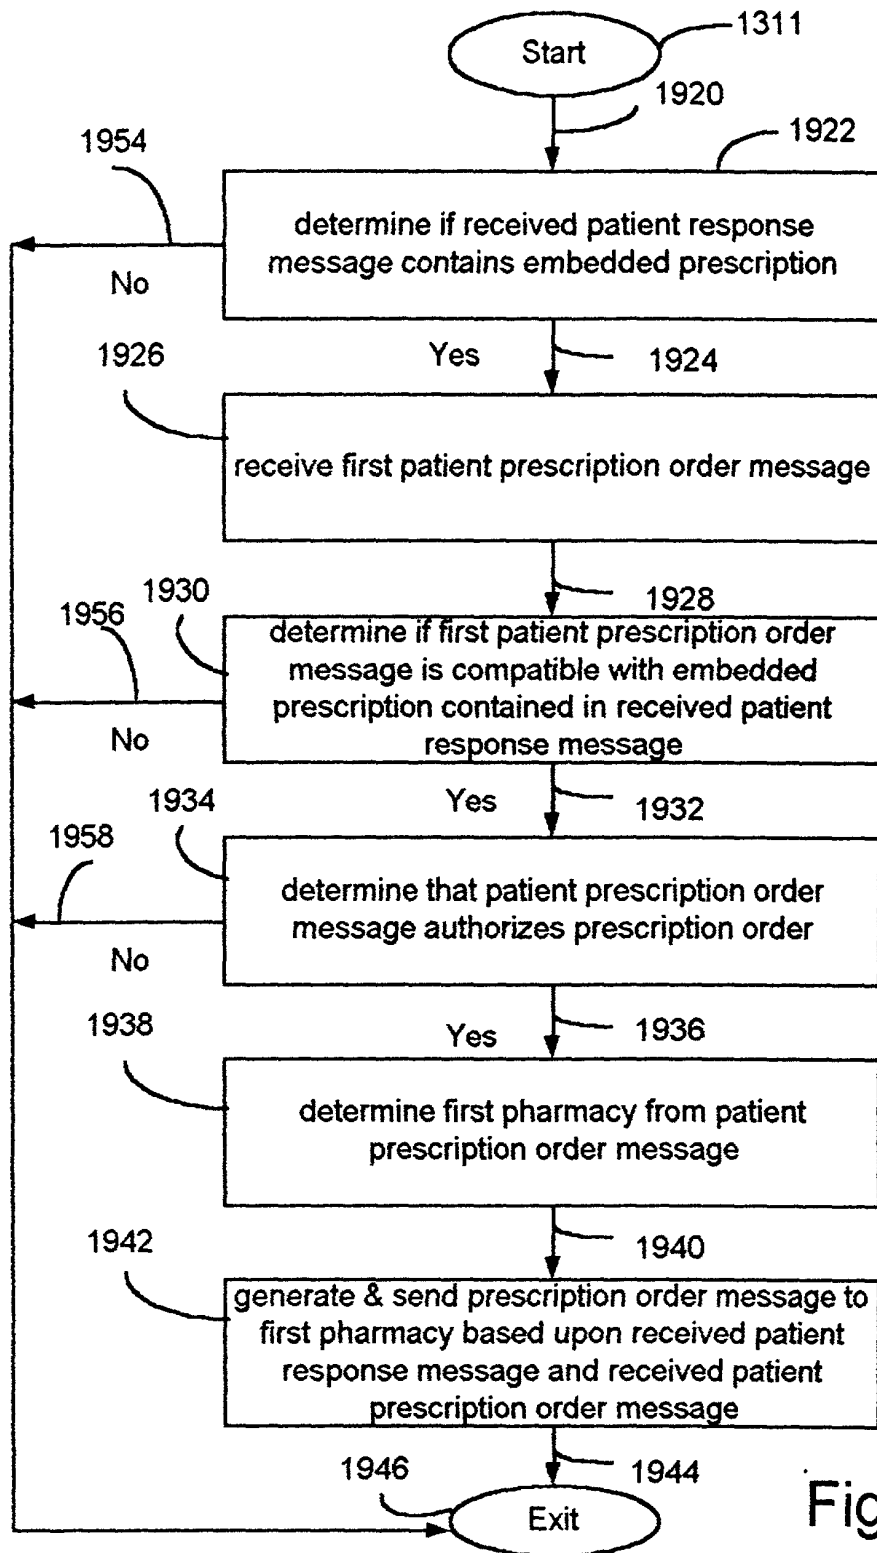 Start
1311
1920
1922
1954
determine if received patient response
message contains embedded prescription
No
Yes
1924
1926
receive first patient prescription order message
1928
1930
1956
determine if first patient prescription order
message is compatible with embedded
prescription contained in received patient
response message
No
Yes
1932
1934
1958
determine that patient prescription order
message authorizes prescription order
No
Yes
1936
1938
determine first pharmacy from patient
prescription order message
1940
1942
generate & send prescription order message to
first pharmacy based upon received patient
response message and received patient
prescription order message
1944
1946
Exit
Fig